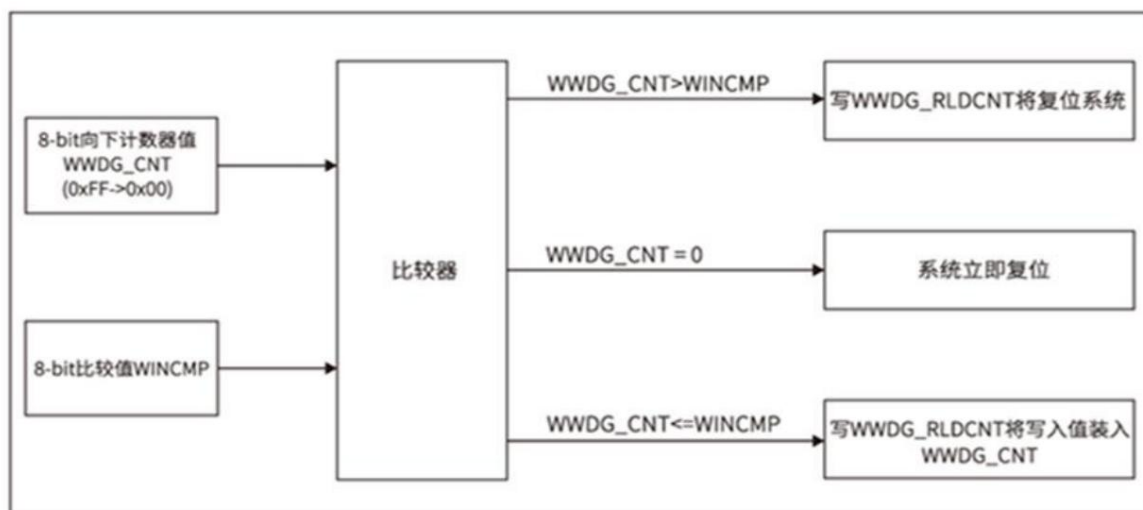 8-bit向下计数器值
WWDG_CNT
(0xFF->0x00)
8-bit比较值WINCMP
比较器
WWDG_CNT>WINCMP
写WWDG_RLDCNT将复位系统
WWDG_CNT = 0
系统立即复位
WWDG_CNT<=WINCMP
写WWDG_RLDCNT将写入值装入
WWDG_CNT